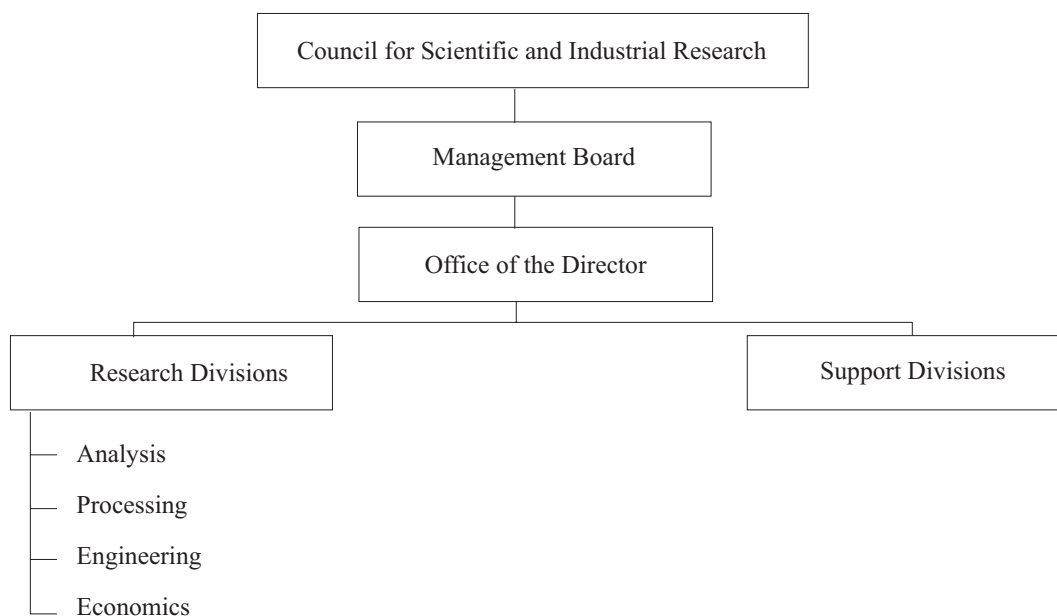 Council for Scientific and Industrial Research
Management Board
Office of the Director
Research Divisions
Support Divisions
Analysis
Processing
Engineering
Economics